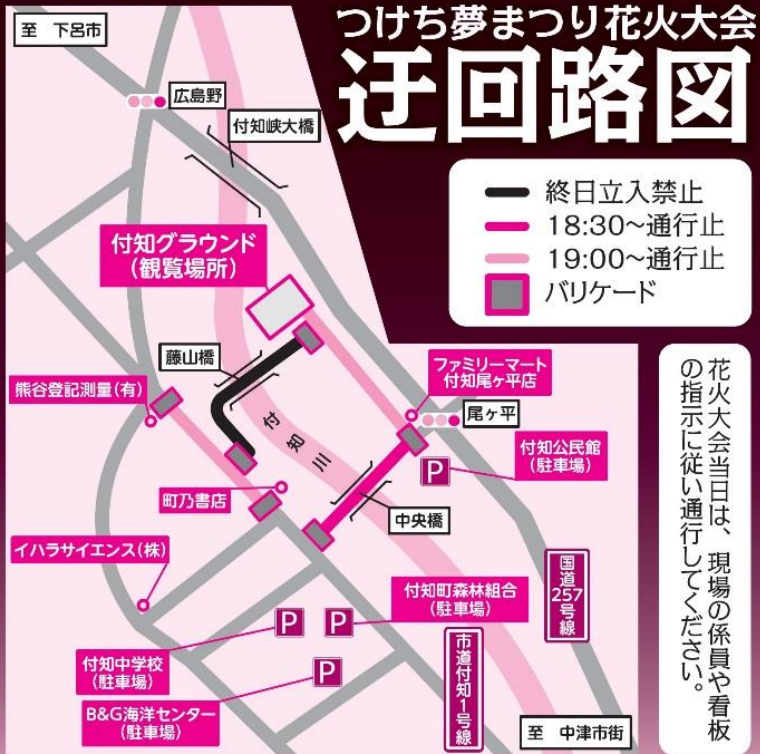 つけち夢まつり花火大会
迂回路図
終日立入禁止
18:30～通行止
19:00～通行止
バリケード
至 下呂市
広島野
付知峡大橋
付知グラウンド
(観覧場所)
藤山橋
熊谷登記測量(有)
付知川
ファミリーマート
付知尾ヶ平店
尾ヶ平
付知公民館
(駐車場)
P
町乃書店
中央橋
イハラサイエンス(株)
国道257号線
付知町森林組合
(駐車場)
P
P
付知中学校
(駐車場)
P
市道付知1号線
B&G海洋センター
(駐車場)
至 中津市街
花火大会当日は、現場の係員や看板
の指示に従い通行してください。